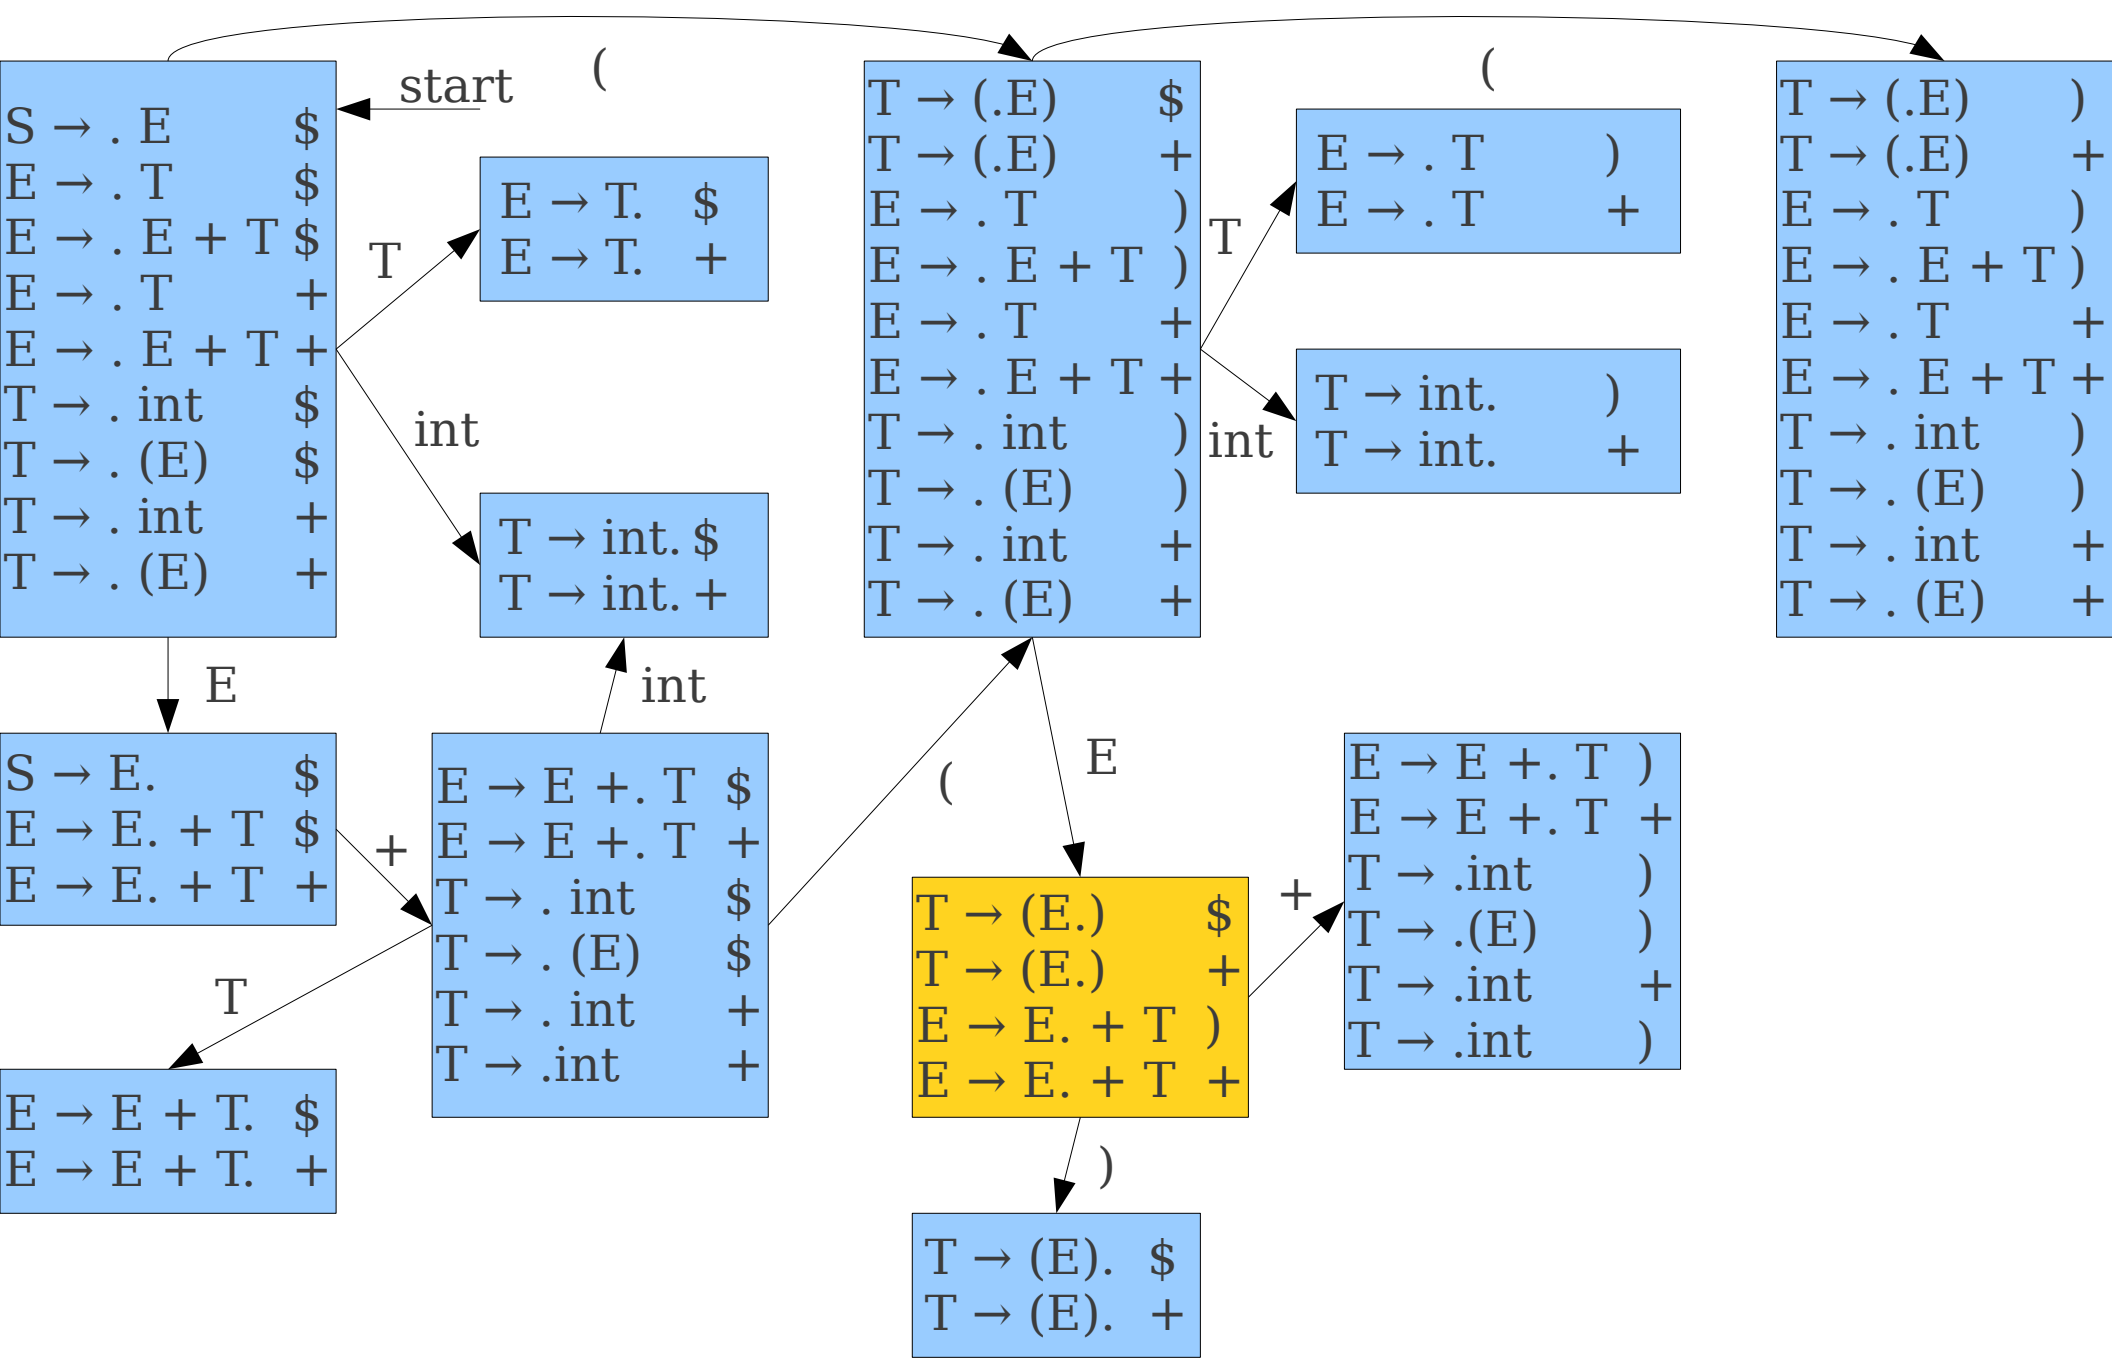 start
(
(
S → . E $
E → . T $
E → . E + T $
E → . T +
E → . E + T +
T → . int $
T → . (E) $
T → . int +
T → . (E) +
T
E → T. $
E → T. +
int
T → int. $
T → int. +
T → (.E) $
T → (.E) +
E → . T )
E → . E + T )
E → . T +
E → . E + T +
T → . int )
T → . (E) )
T → . int +
T → . (E) +
T
E → . T )
E → . T +
int
T → int. )
T → int. +
T → (.E) )
T → (.E) +
E → . T )
E → . E + T )
E → . T +
E → . E + T +
T → . int )
T → . (E) )
T → . int +
T → . (E) +
E
int
S → E. $
E → E. + T $
E → E. + T +
+
E → E +. T $
E → E +. T +
T → . int $
T → . (E) $
T → . int +
T → .int +
(
E
T
E → E + T. $
E → E + T. +
T → (E.) $
T → (E.) +
E → E. + T )
E → E. + T +
+
E → E +. T )
E → E +. T +
T → .int )
T → .(E) )
T → .int +
T → .int )
)
T → (E). $
T → (E). +